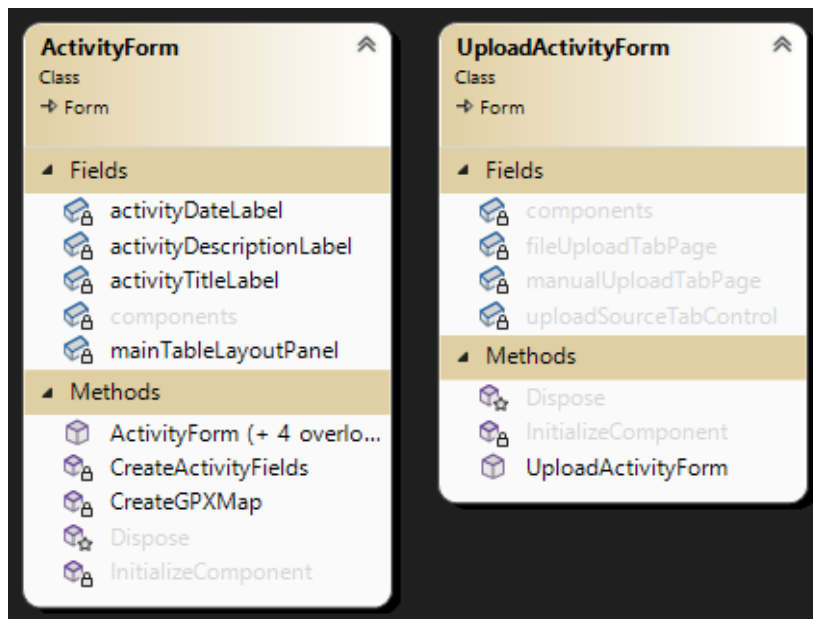 ActivityForm
Class
Form
Fields
activityDateLabel
activityDescriptionLabel
activityTitleLabel
components
mainTableLayoutPanel
Methods
ActivityForm (+ 4 overlo...
CreateActivityFields
CreateGPXMap
Dispose
InitializeComponent
UploadActivityForm
Class
Form
Fields
components
fileUploadTabPage
manualUploadTabPage
uploadSourceTabControl
Methods
Dispose
InitializeComponent
UploadActivityForm